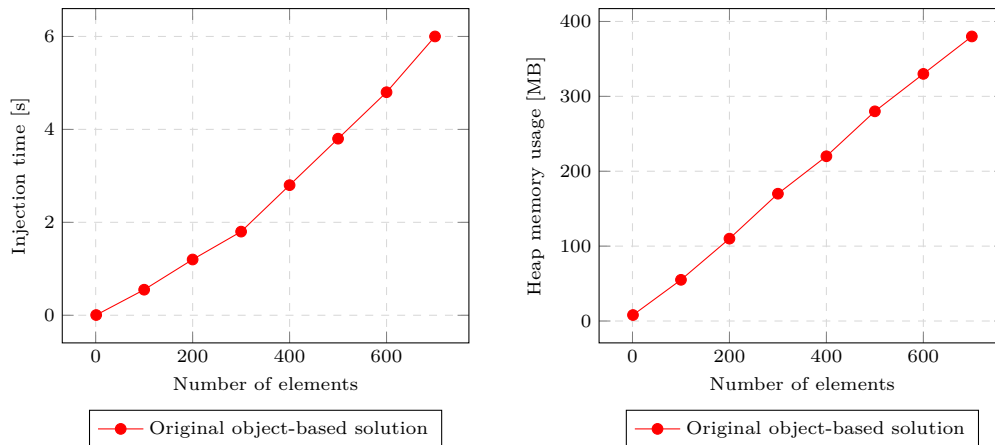 6
4
2
0
Injection time [s]
0 200 400 600
Number of elements
Original object-based solution
400
300
200
100
0
Heap memory usage [MB]
0 200 400 600
Number of elements
Original object-based solution